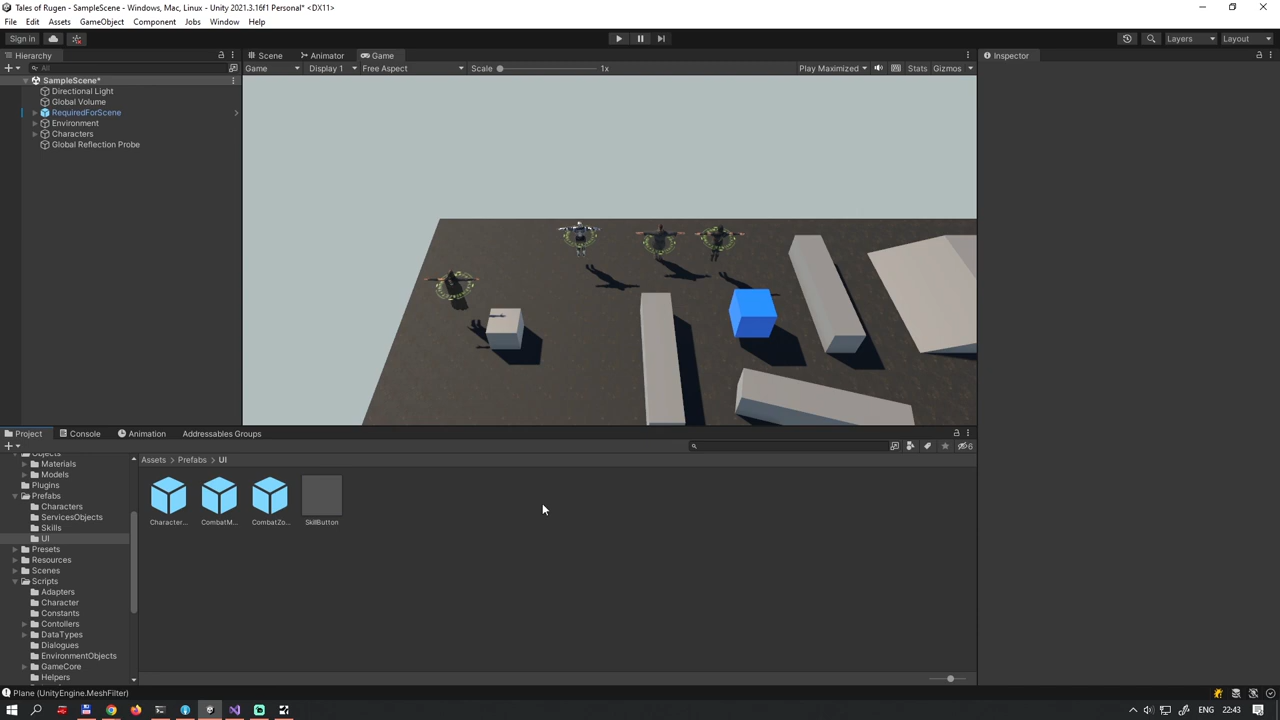 Tales of Rugen - SampleScene - Windows, Mac, Linux - Unity 2021.3.16f1 Personal* <DX11>
File Edit Assets GameObject Component Jobs Window Help
Sign in Layers Layout
Hierarchy
All
SampleScene*
Directional Light
Global Volume
RequiredForScene
Environment
Characters
Global Reflection Probe
Scene Animator Game
Game Display 1 Free Aspect Scale 1x Play Maximized Stats Gizmos
Inspector
Project Console Animation Addressables Groups
6
Objects
Materials
Models
Plugins
Prefabs
Characters
ServicesObjects
Skills
UI
Presets
Resources
Scenes
Scripts
Adapters
Character
Constants
Contollers
DataTypes
Dialogues
EnvironmentObjects
GameCore
Helpers
Assets > Prefabs > UI
Character... CombatM... CombatZo... SkillButton
Plane (UnityEngine.MeshFilter)
ENG 22:43